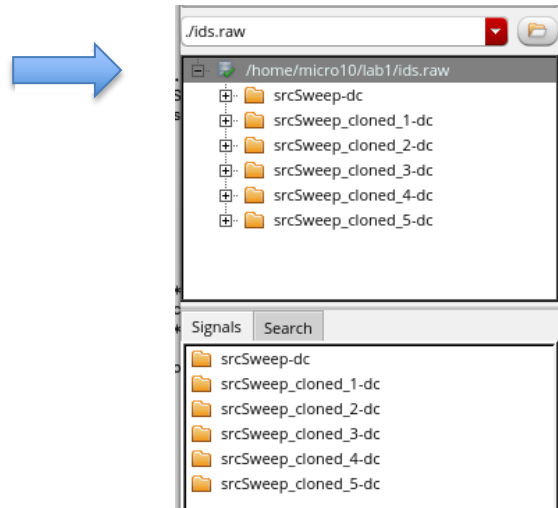 ./ids.raw
/home/micro10/lab1/ids.raw
srcSweep-dc
srcSweep_cloned_1-dc
srcSweep_cloned_2-dc
srcSweep_cloned_3-dc
srcSweep_cloned_4-dc
srcSweep_cloned_5-dc
Signals Search
srcSweep-dc
srcSweep_cloned_1-dc
srcSweep_cloned_2-dc
srcSweep_cloned_3-dc
srcSweep_cloned_4-dc
srcSweep_cloned_5-dc